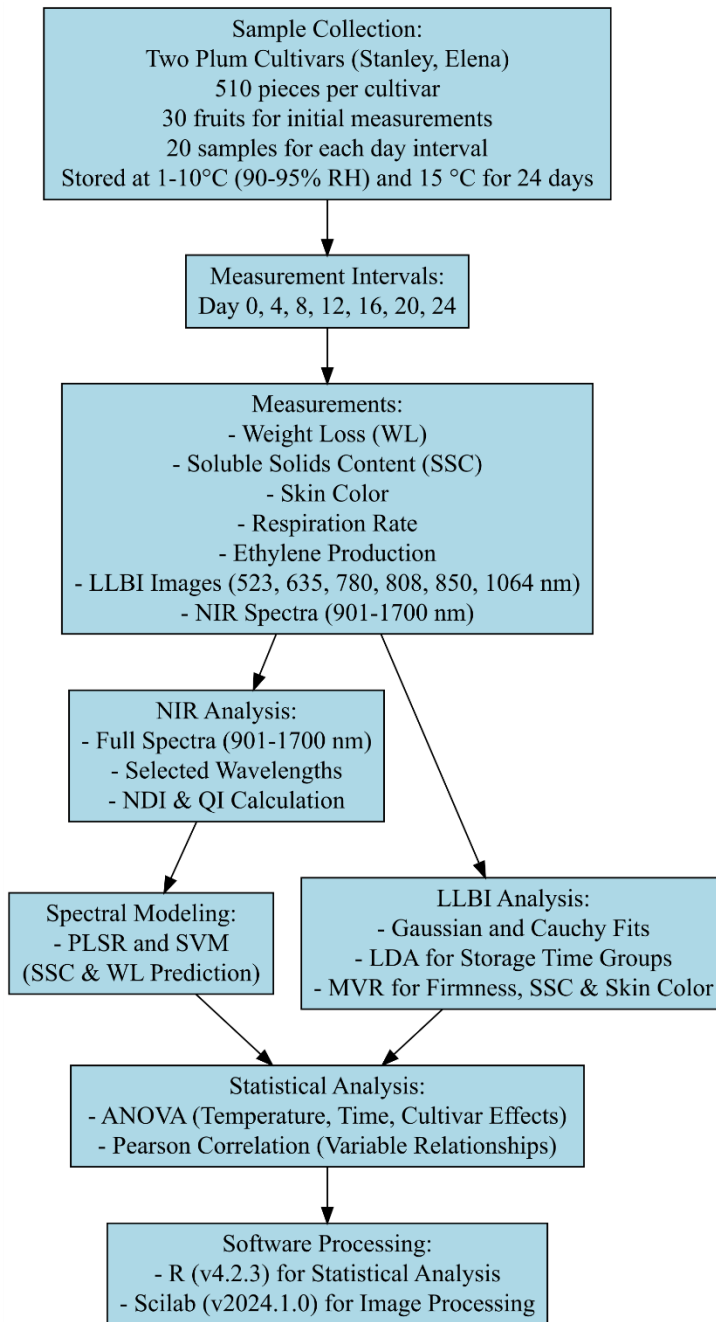 Sample Collection:
Two Plum Cultivars (Stanley, Elena)
510 pieces per cultivar
30 fruits for initial measurements
20 samples for each day interval
Stored at 1-10°C (90-95% RH) and 15 °C for 24 days
Measurement Intervals:
Day 0, 4, 8, 12, 16, 20, 24
Measurements:
- Weight Loss (WL)
- Soluble Solids Content (SSC)
- Skin Color
- Respiration Rate
- Ethylene Production
- LLBI Images (523, 635, 780, 808, 850, 1064 nm)
- NIR Spectra (901-1700 nm)
NIR Analysis:
- Full Spectra (901-1700 nm)
- Selected Wavelengths
- NDI & QI Calculation
Spectral Modeling:
- PLSR and SVM
(SSC & WL Prediction)
LLBI Analysis:
- Gaussian and Cauchy Fits
- LDA for Storage Time Groups
- MVR for Firmness, SSC & Skin Color
Statistical Analysis:
- ANOVA (Temperature, Time, Cultivar Effects)
- Pearson Correlation (Variable Relationships)
Software Processing:
- R (v4.2.3) for Statistical Analysis
- Scilab (v2024.1.0) for Image Processing